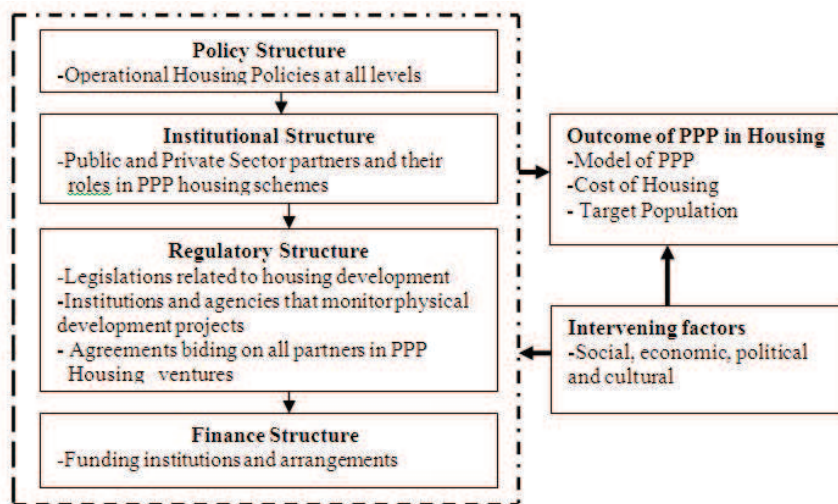 Policy Structure
-Operational Housing Policies at all levels
Institutional Structure
-Public and Private Sector partners and their
roles in PPP housing schemes
Regulatory Structure
-Legislations related to housing development
-Institutions and agencies that monitor physical
development projects
- Agreements biding on all partners in PPP
Housing ventures
Finance Structure
-Funding institutions and arrangements
Outcome of PPP in Housing
-Model of PPP
-Cost of Housing
- Target Population
Intervening factors
-Social, economic, political
and cultural